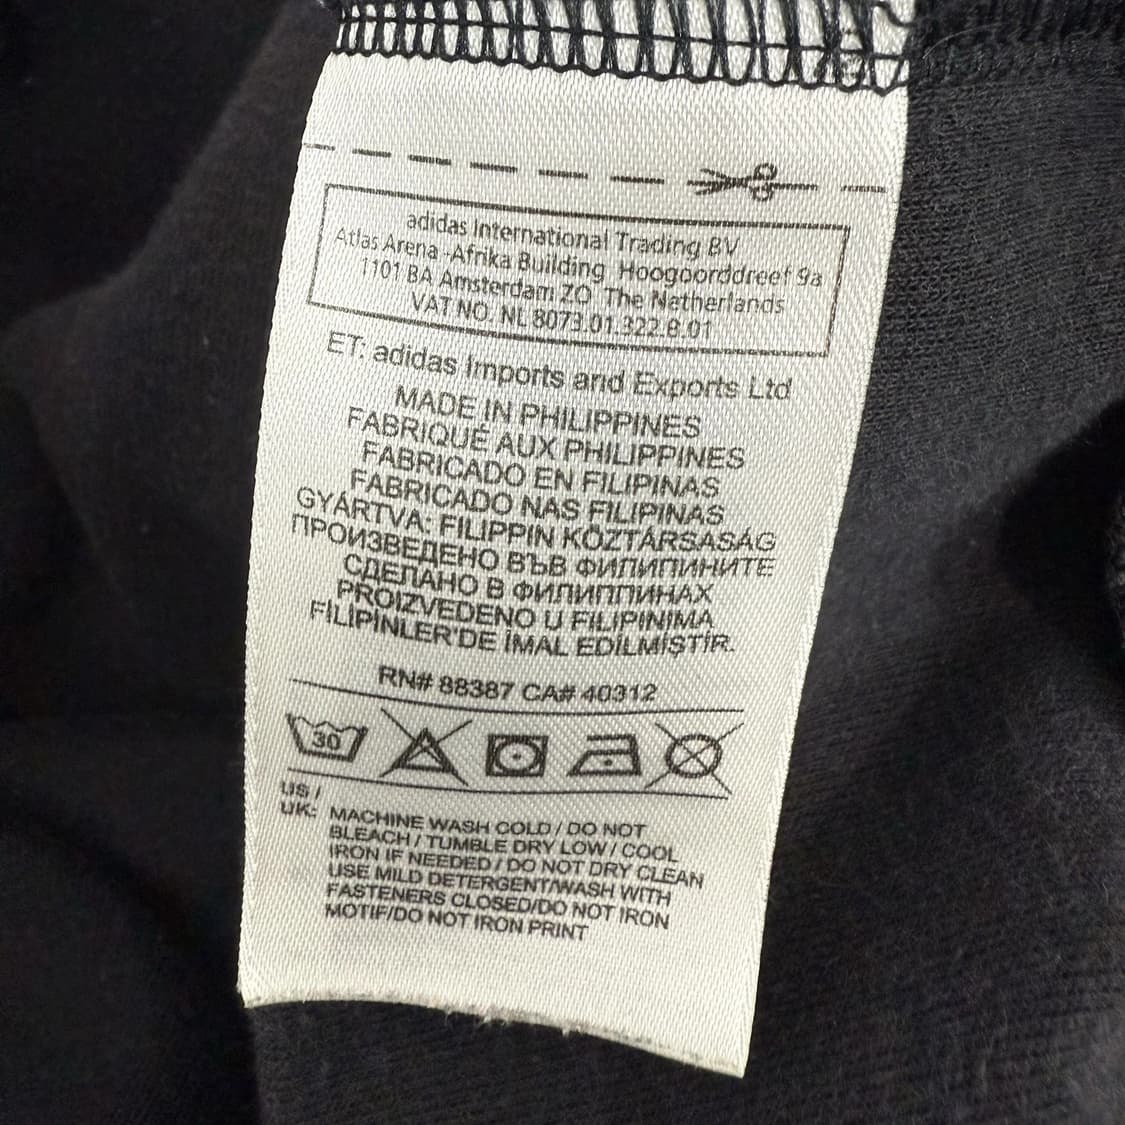 adidas International Trading BV
Atlas Arena -Afrika Building Hoogoorddreef 9a
1101 BA Amsterdam ZO The Netherlands
VAT NO. NL 8073.01.322.B.01
ET: adidas Imports and Exports Ltd
MADE IN PHILIPPINES
FABRIQUÉ AUX PHILIPPINES
FABRICADO EN FILIPINAS
FABRICADO NAS FILIPINAS
GYÁRTVA: FILIPPIN KÖZTÁRSASÁG
ПРОИЗВЕДЕНО ВЪВ ФИЛИПИНИТЕ
СДЕЛАНО В ФИЛИППИНАХ
PROIZVEDENO U FILIPINIMA
FİLİPİNLER'DE İMAL EDİLMİŞTİR.
RN# 88387 CA# 40312
30
US /
UK: MACHINE WASH COLD / DO NOT
BLEACH / TUMBLE DRY LOW / COOL
IRON IF NEEDED / DO NOT DRY CLEAN
USE MILD DETERGENT/WASH WITH
FASTENERS CLOSED/DO NOT IRON
MOTIF/DO NOT IRON PRINT